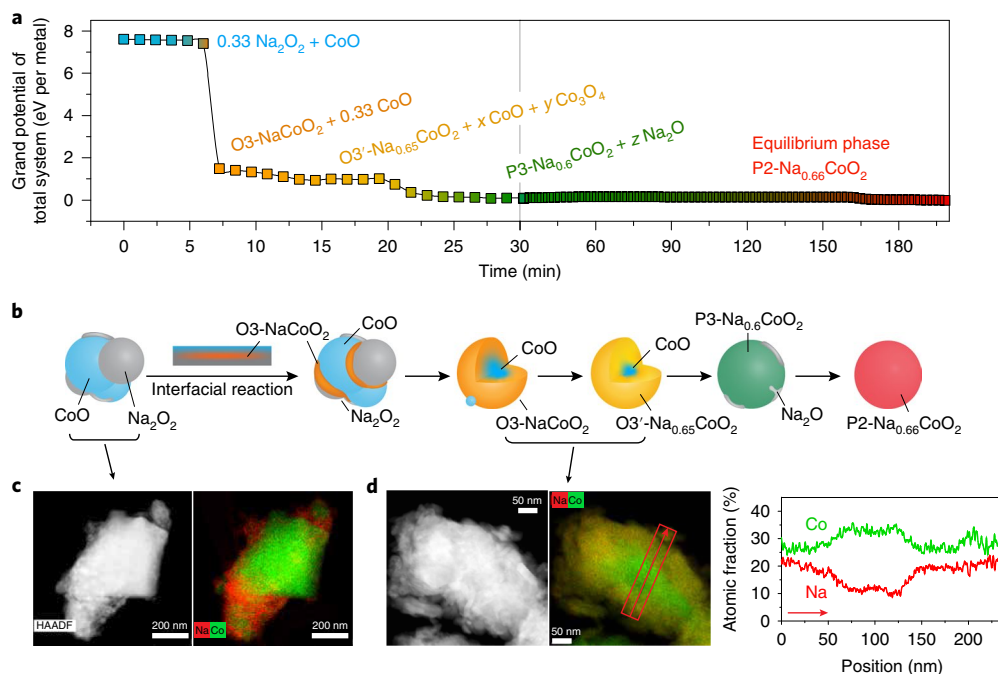 a
Grand potential of
total system (eV per metal)
8
6
4
2
0
0.33 Na₂O₂ + CoO
O3-NaCoO₂ + 0.33 CoO
O3′-Na₀.₆₅CoO₂ + x CoO + y Co₃O₄
P3-Na₀.₆CoO₂ + z Na₂O
Equilibrium phase
P2-Na₀.₆₆CoO₂
0 5 10 15 20 25 30 60 90 120 150 180
Time (min)
b
CoO
Na₂O₂
O3-NaCoO₂
Interfacial reaction
CoO
Na₂O₂
CoO
O3-NaCoO₂
CoO
O3′-Na₀.₆₅CoO₂
P3-Na₀.₆CoO₂
Na₂O
P2-Na₀.₆₆CoO₂
c
HAADF
200 nm
Na Co
200 nm
d
50 nm
Na Co
50 nm
Atomic fraction (%)
40
30
20
10
0
Co
Na
0 50 100 150 200
Position (nm)